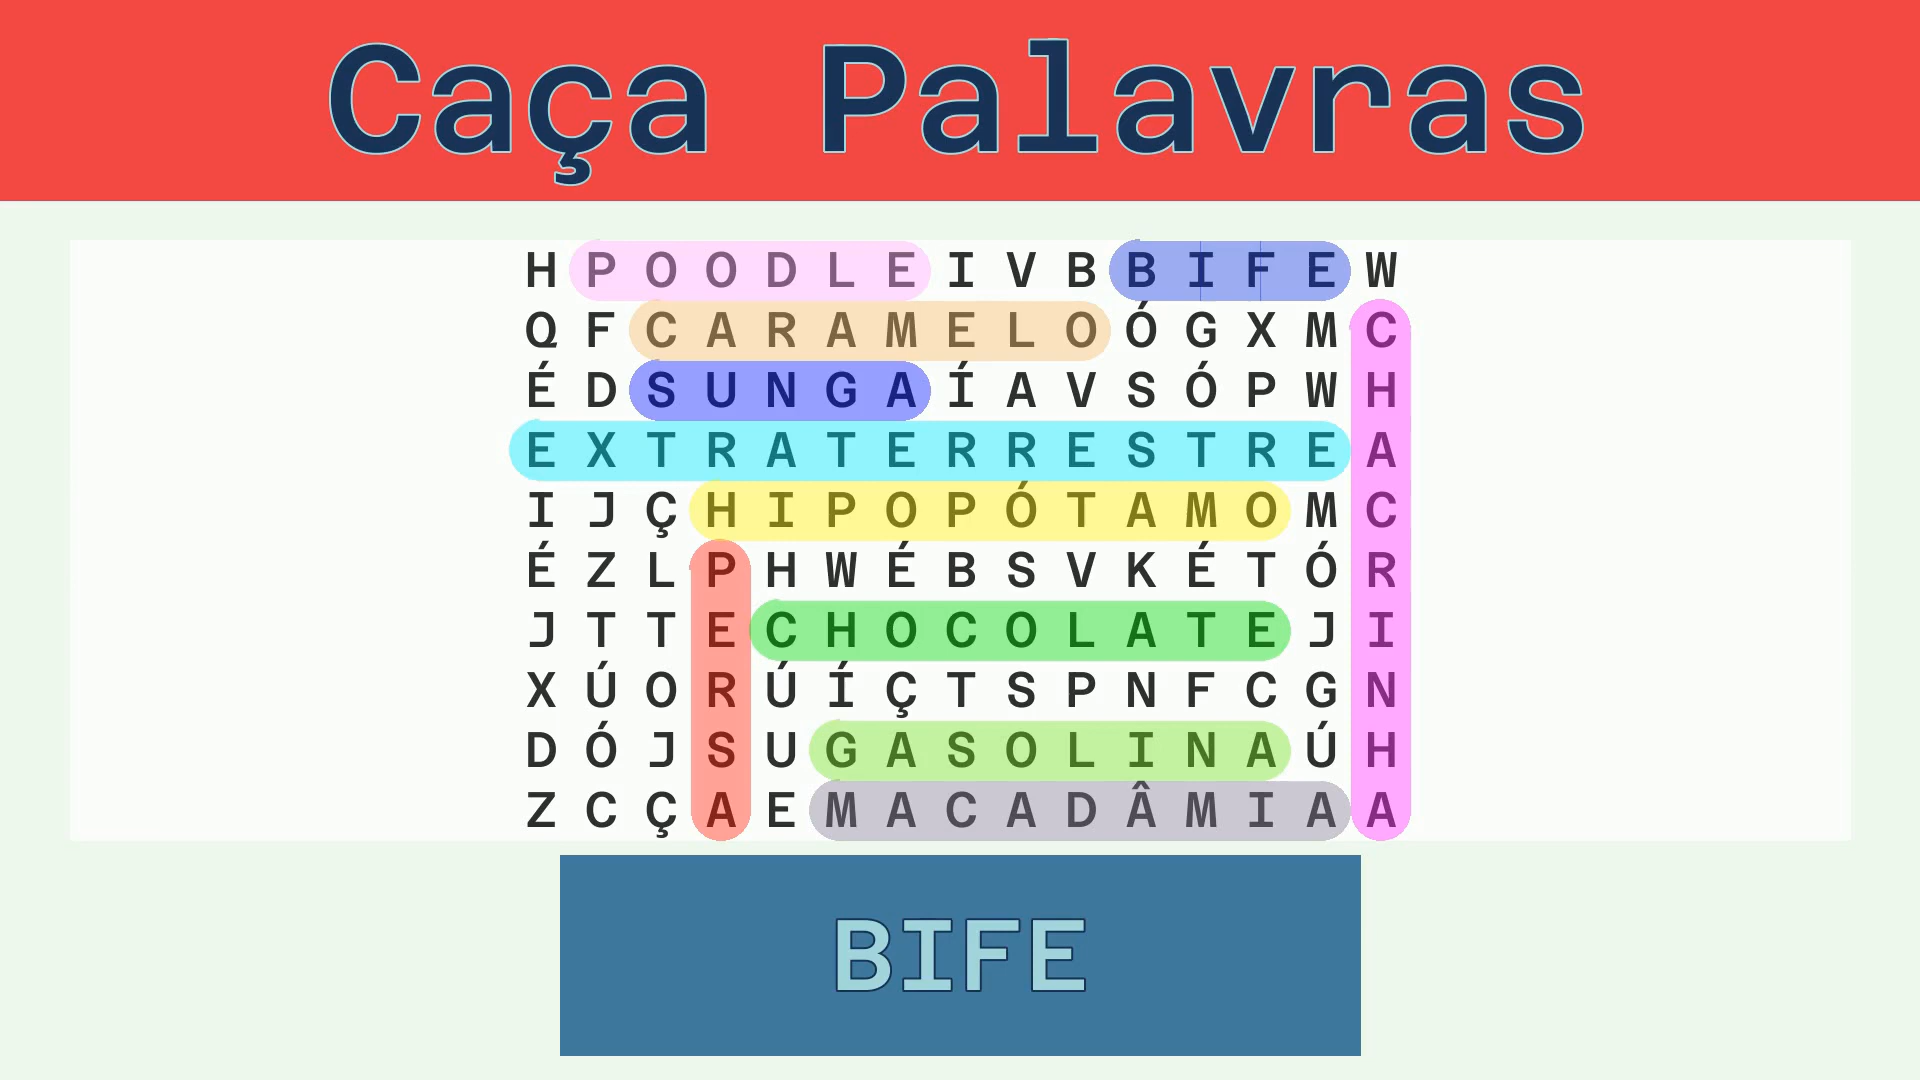 Caça Palavras
H P O O D L E I V B B I F E W
Q F C A R A M E L O Ó G X M C
É D S U N G A Í A V S Ó P W H
E X T R A T E R R E S T R E A
I J Ç H I P O P Ó T A M O M C
É Z L P H W É B S V K É T Ó R
J T T E C H O C O L A T E J I
X Ú O R Ú Í Ç T S P N F C G N
D Ó J S U G A S O L I N A Ú H
Z C Ç A E M A C A D Â M I A A
BIFE